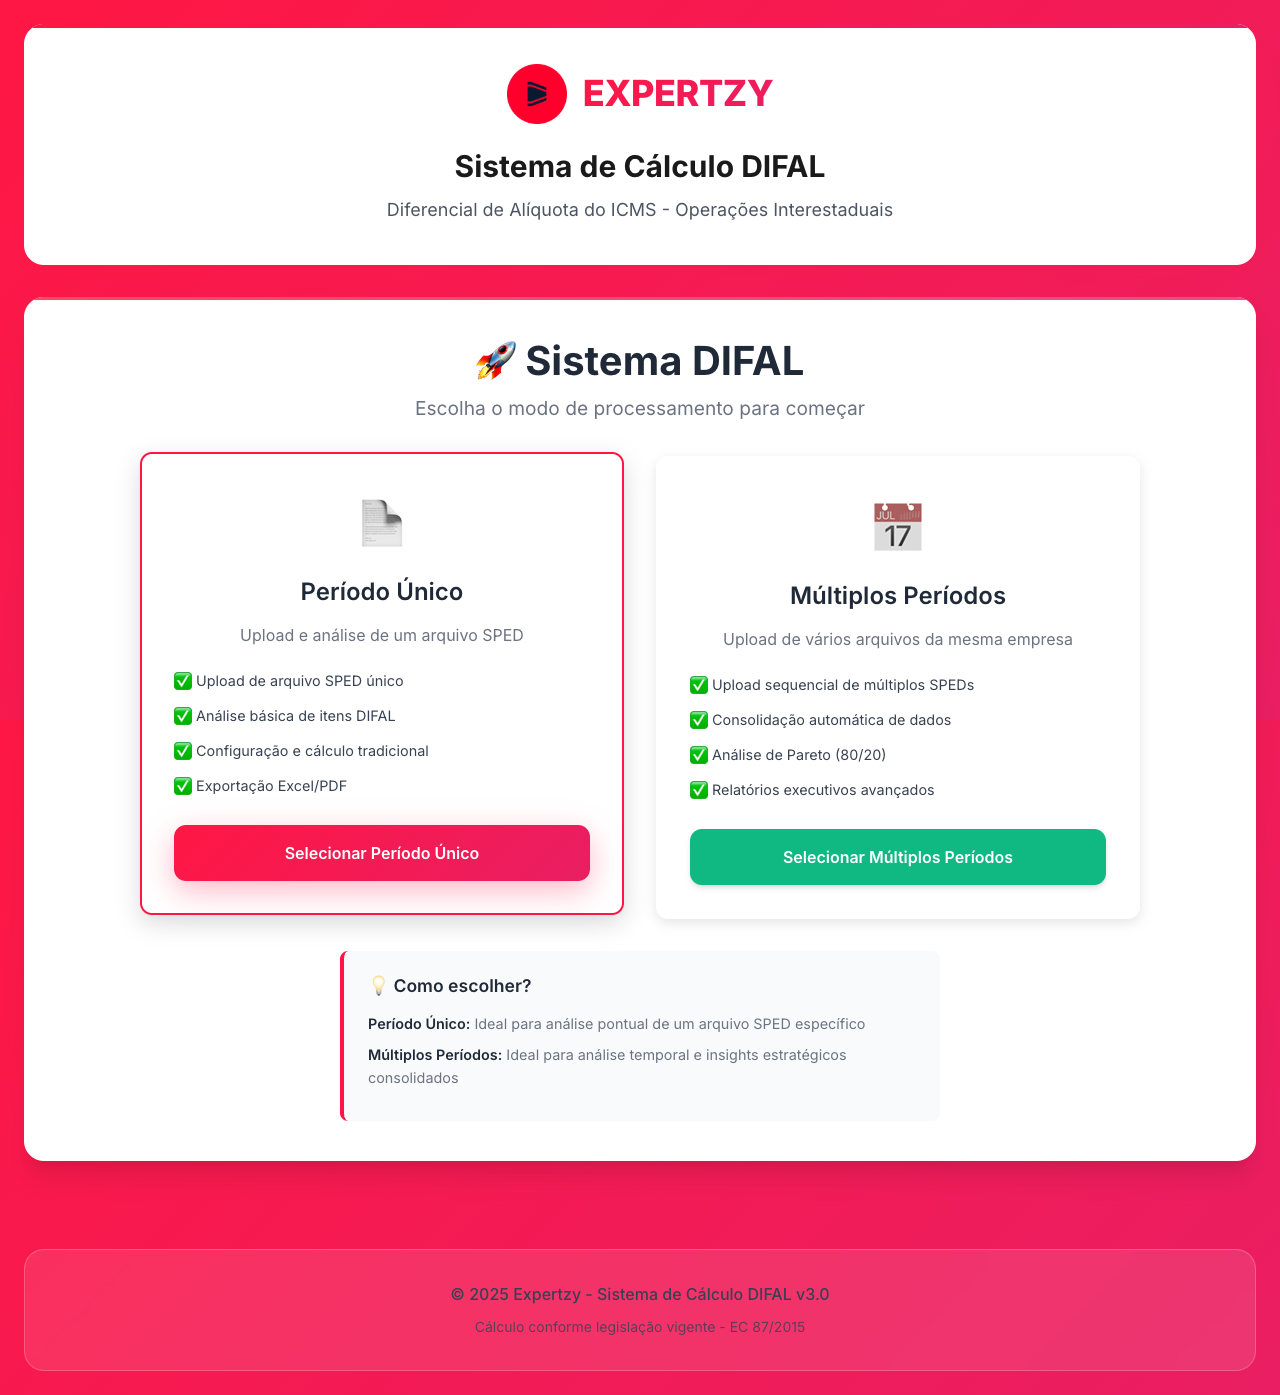 EXPERTZY
Sistema de Cálculo DIFAL
Diferencial de Alíquota do ICMS - Operações Interestaduais
🚀 Sistema DIFAL
Escolha o modo de processamento para começar
Período Único
Upload e análise de um arquivo SPED
✅ Upload de arquivo SPED único
✅ Análise básica de itens DIFAL
✅ Configuração e cálculo tradicional
✅ Exportação Excel/PDF
Selecionar Período Único
JUL
17
Múltiplos Períodos
Upload de vários arquivos da mesma empresa
✅ Upload sequencial de múltiplos SPEDs
✅ Consolidação automática de dados
✅ Análise de Pareto (80/20)
✅ Relatórios executivos avançados
Selecionar Múltiplos Períodos
💡 Como escolher?
Período Único: Ideal para análise pontual de um arquivo SPED específico
Múltiplos Períodos: Ideal para análise temporal e insights estratégicos
consolidados
© 2025 Expertzy - Sistema de Cálculo DIFAL v3.0
Cálculo conforme legislação vigente - EC 87/2015